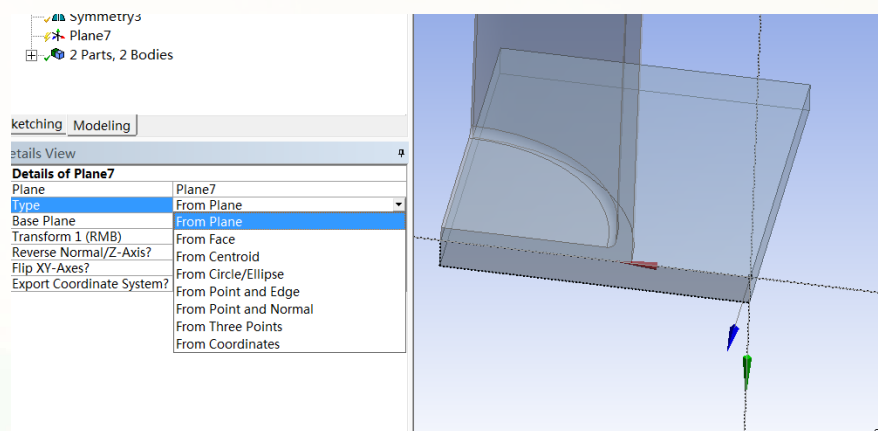 Symmetry3
Plane7
2 Parts, 2 Bodies
ketching Modeling
etails View
Details of Plane7
Plane Plane7
Type From Plane
Base Plane From Plane
Transform 1 (RMB) From Face
Reverse Normal/Z-Axis? From Centroid
Flip XY-Axes? From Circle/Ellipse
Export Coordinate System? From Point and Edge
From Point and Normal
From Three Points
From Coordinates